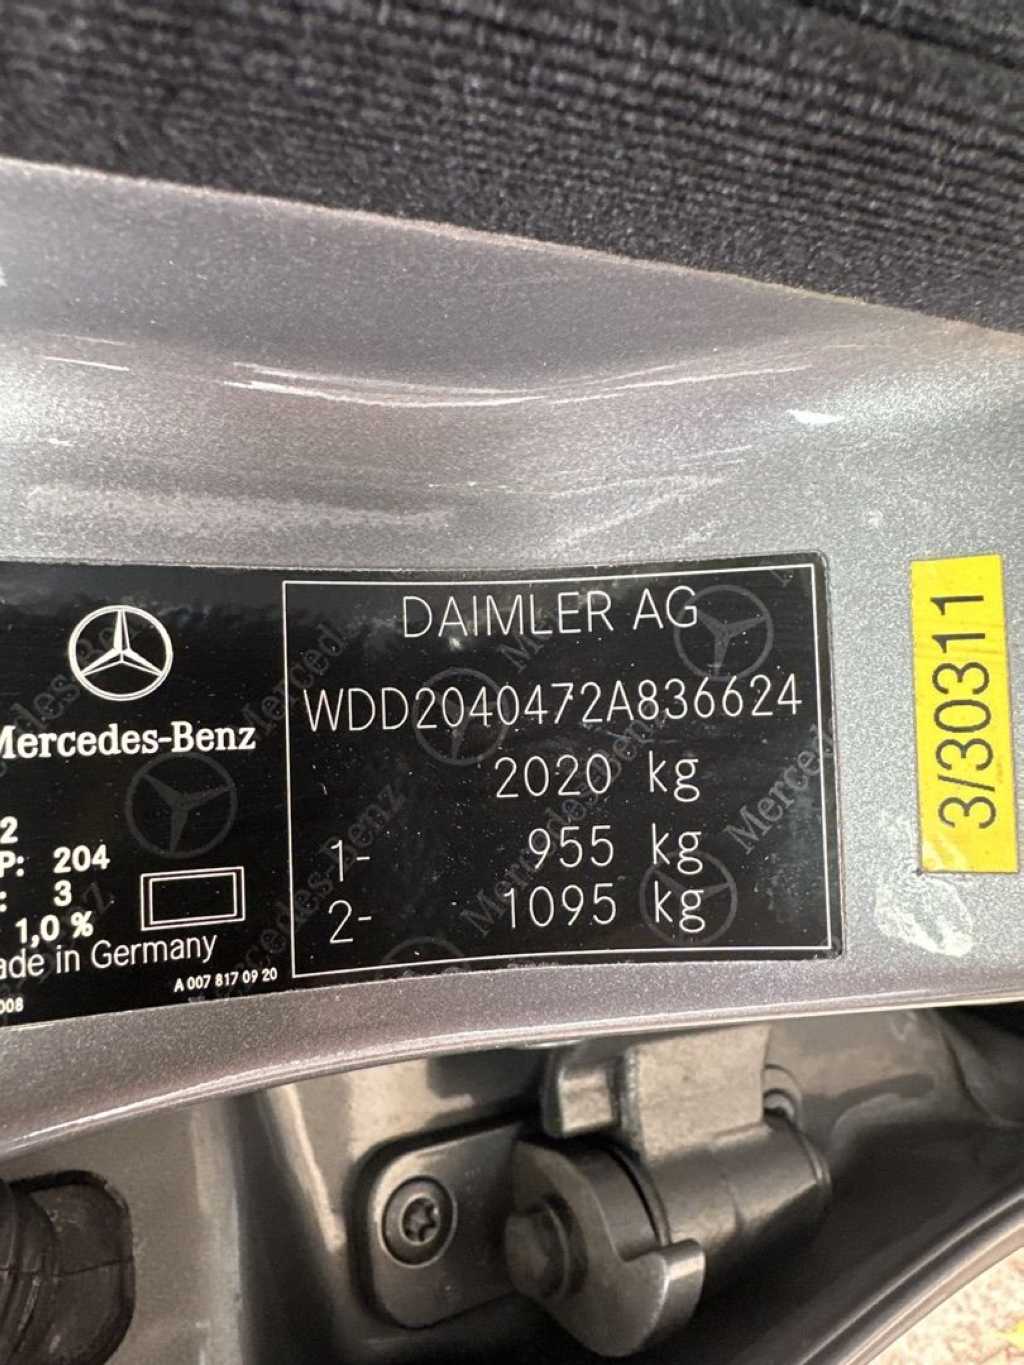 Mercedes-Benz
2
P: 204
: 3
1,0 %
ade in Germany
A 007 817 09 20
008
DAIMLER AG
WDD2040472A836624
2020 kg
1- 955 kg
2- 1095 kg
3/30311